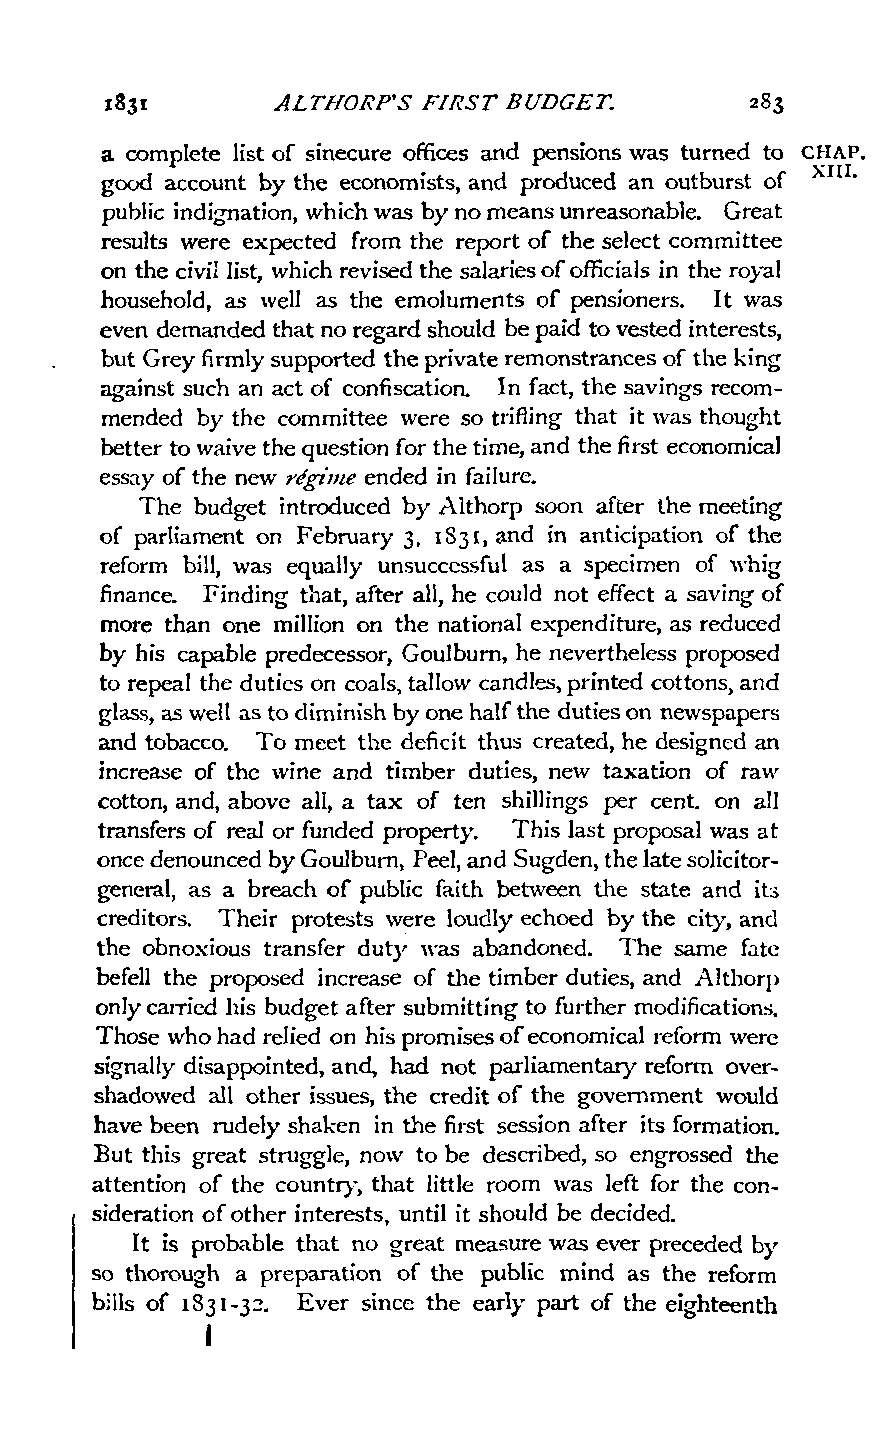 1831 ALTHORP'S FIRST BUDGET. 283
a complete list of sinecure offices and pensions was turned to CHAP. XIII.
good account by the economists, and produced an outburst of
public indignation, which was by no means unreasonable. Great
results were expected from the report of the select committee
on the civil list, which revised the salaries of officials in the royal
household, as well as the emoluments of pensioners. It was
even demanded that no regard should be paid to vested interests,
but Grey firmly supported the private remonstrances of the king
against such an act of confiscation. In fact, the savings recom-
mended by the committee were so trifling that it was thought
better to waive the question for the time, and the first economical
essay of the new régime ended in failure.
The budget introduced by Althorp soon after the meeting
of parliament on February 3, 1831, and in anticipation of the
reform bill, was equally unsuccessful as a specimen of whig
finance. Finding that, after all, he could not effect a saving of
more than one million on the national expenditure, as reduced
by his capable predecessor, Goulburn, he nevertheless proposed
to repeal the duties on coals, tallow candles, printed cottons, and
glass, as well as to diminish by one half the duties on newspapers
and tobacco. To meet the deficit thus created, he designed an
increase of the wine and timber duties, new taxation of raw
cotton, and, above all, a tax of ten shillings per cent. on all
transfers of real or funded property. This last proposal was at
once denounced by Goulburn, Peel, and Sugden, the late solicitor-
general, as a breach of public faith between the state and its
creditors. Their protests were loudly echoed by the city, and
the obnoxious transfer duty was abandoned. The same fate
befell the proposed increase of the timber duties, and Althorp
only carried his budget after submitting to further modifications.
Those who had relied on his promises of economical reform were
signally disappointed, and, had not parliamentary reform over-
shadowed all other issues, the credit of the government would
have been rudely shaken in the first session after its formation.
But this great struggle, now to be described, so engrossed the
attention of the country, that little room was left for the con-
sideration of other interests, until it should be decided.
It is probable that no great measure was ever preceded by
so thorough a preparation of the public mind as the reform
bills of 1831-32. Ever since the early part of the eighteenth